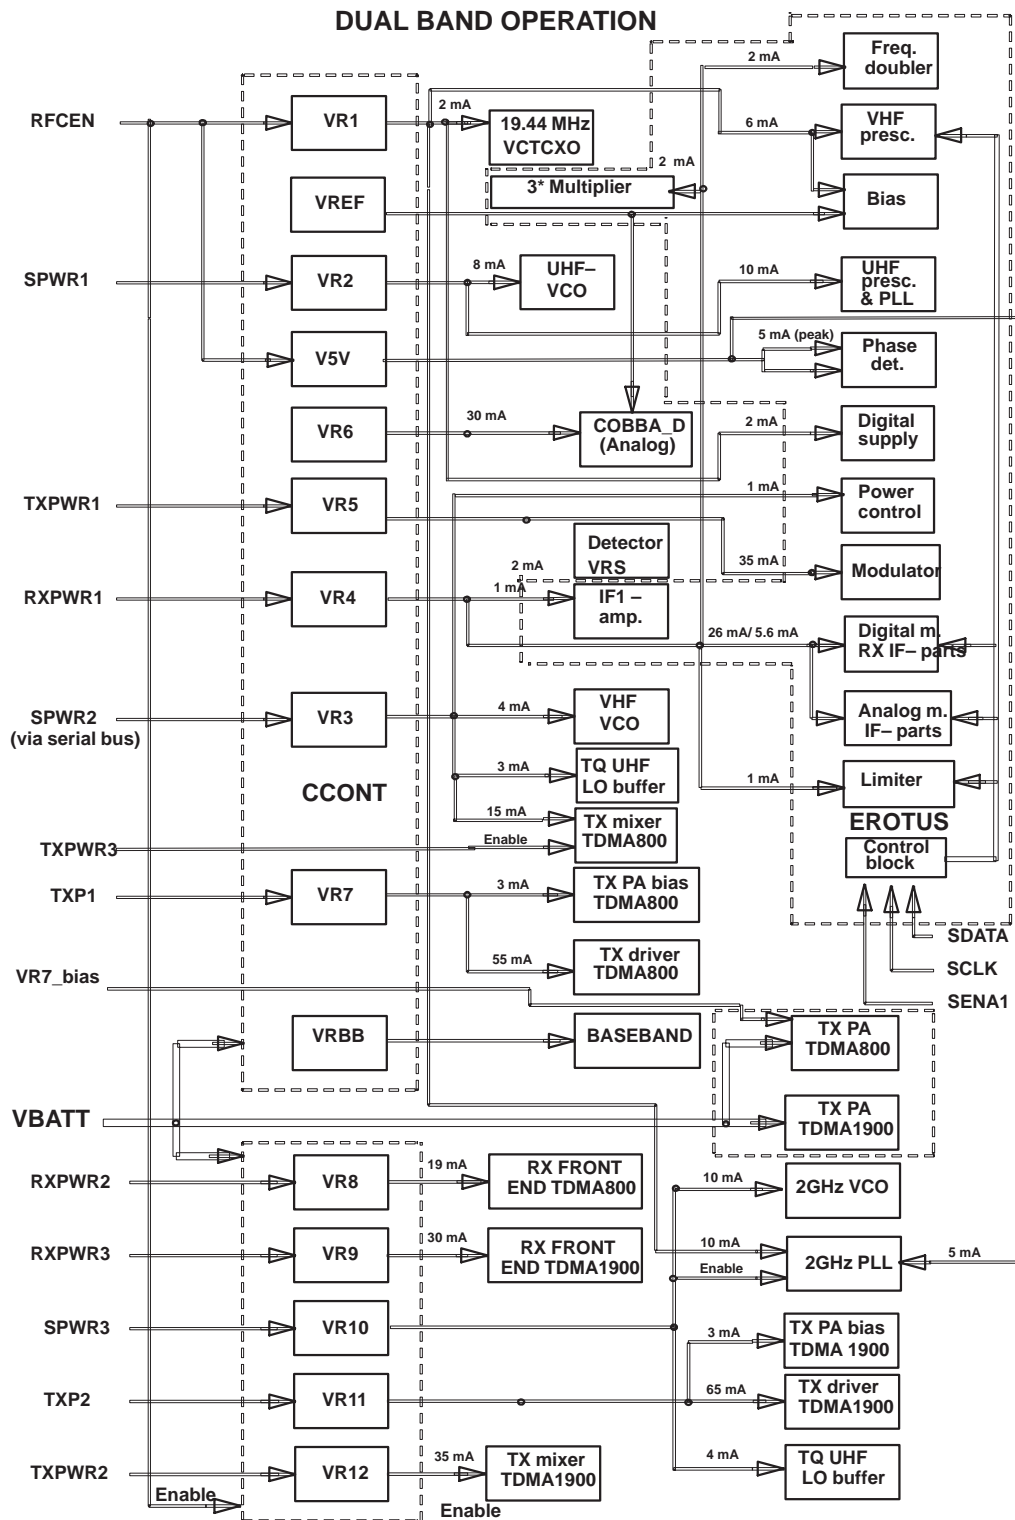 DUAL BAND OPERATION
2 mA
Freq.
doubler
RFCEN
VR1
2 mA
19.44 MHz
VCTCXO
6 mA
VHF
presc.
2 mA
3* Multiplier
VREF
Bias
SPWR1
VR2
8 mA
UHF–
VCO
10 mA
UHF
presc.
& PLL
V5V
5 mA (peak)
Phase
det.
VR6
30 mA
COBBA_D
(Analog)
2 mA
Digital
supply
TXPWR1
VR5
1 mA
Power
control
Detector
VRS
35 mA
Modulator
2 mA
RXPWR1
VR4
1 mA
IF1 –
amp.
26 mA/ 5.6 mA
Digital m.
RX IF– parts
SPWR2
(via serial bus)
VR3
4 mA
VHF
VCO
Analog m.
IF– parts
3 mA
TQ UHF
LO buffer
1 mA
Limiter
CCONT
15 mA
TX mixer
TDMA800
EROTUS
TXPWR3
Enable
Control
block
TXP1
VR7
3 mA
TX PA bias
TDMA800
SDATA
55 mA
TX driver
TDMA800
SCLK
VR7_bias
SENA1
VRBB
BASEBAND
TX PA
TDMA800
VBATT
TX PA
TDMA1900
RXPWR2
VR8
19 mA
RX FRONT
END TDMA800
10 mA
2GHz VCO
RXPWR3
VR9
30 mA
RX FRONT
END TDMA1900
10 mA
Enable
2GHz PLL
5 mA
SPWR3
VR10
3 mA
TX PA bias
TDMA 1900
TXP2
VR11
65 mA
TX driver
TDMA1900
TXPWR2
VR12
35 mA
TX mixer
TDMA1900
4 mA
TQ UHF
LO buffer
Enable
Enable